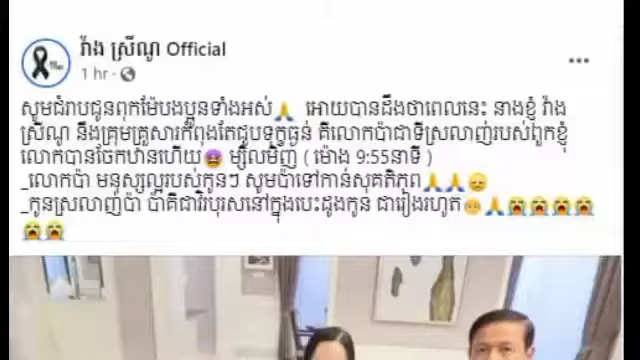 វ៉ាង ស្រីណូ Official
1 hr
សូមជំរាបជូនពុកម៉ែបងប្អូនទាំងអស់🙏 អោយបានដឹងថាពេលនេះ នាងខ្ញុំ វ៉ាង
ស្រីណូ នឹងគ្រុមគ្រួសារកំពុងតែជួបទុក្ខធ្ងន់ គឺលោកប៉ាជាទីស្រលាញ់របស់ពួកខ្ញុំ
លោកបានចែកឋានហើយ😭 ម្សិលមិញ ( ម៉ោង 9:55នាទី )
_លោកប៉ា មនុស្សល្អរបស់កូនៗ សូមប៉ាទៅកាន់សុគតិភព🙏🙏😞
_កូនស្រលាញ់ប៉ា ប៉ាគឺជាវិរបុរសនៅក្នុងបេះដូងកូន ជារៀងរហូត🥺🙏😭😭😭😭
😭😭